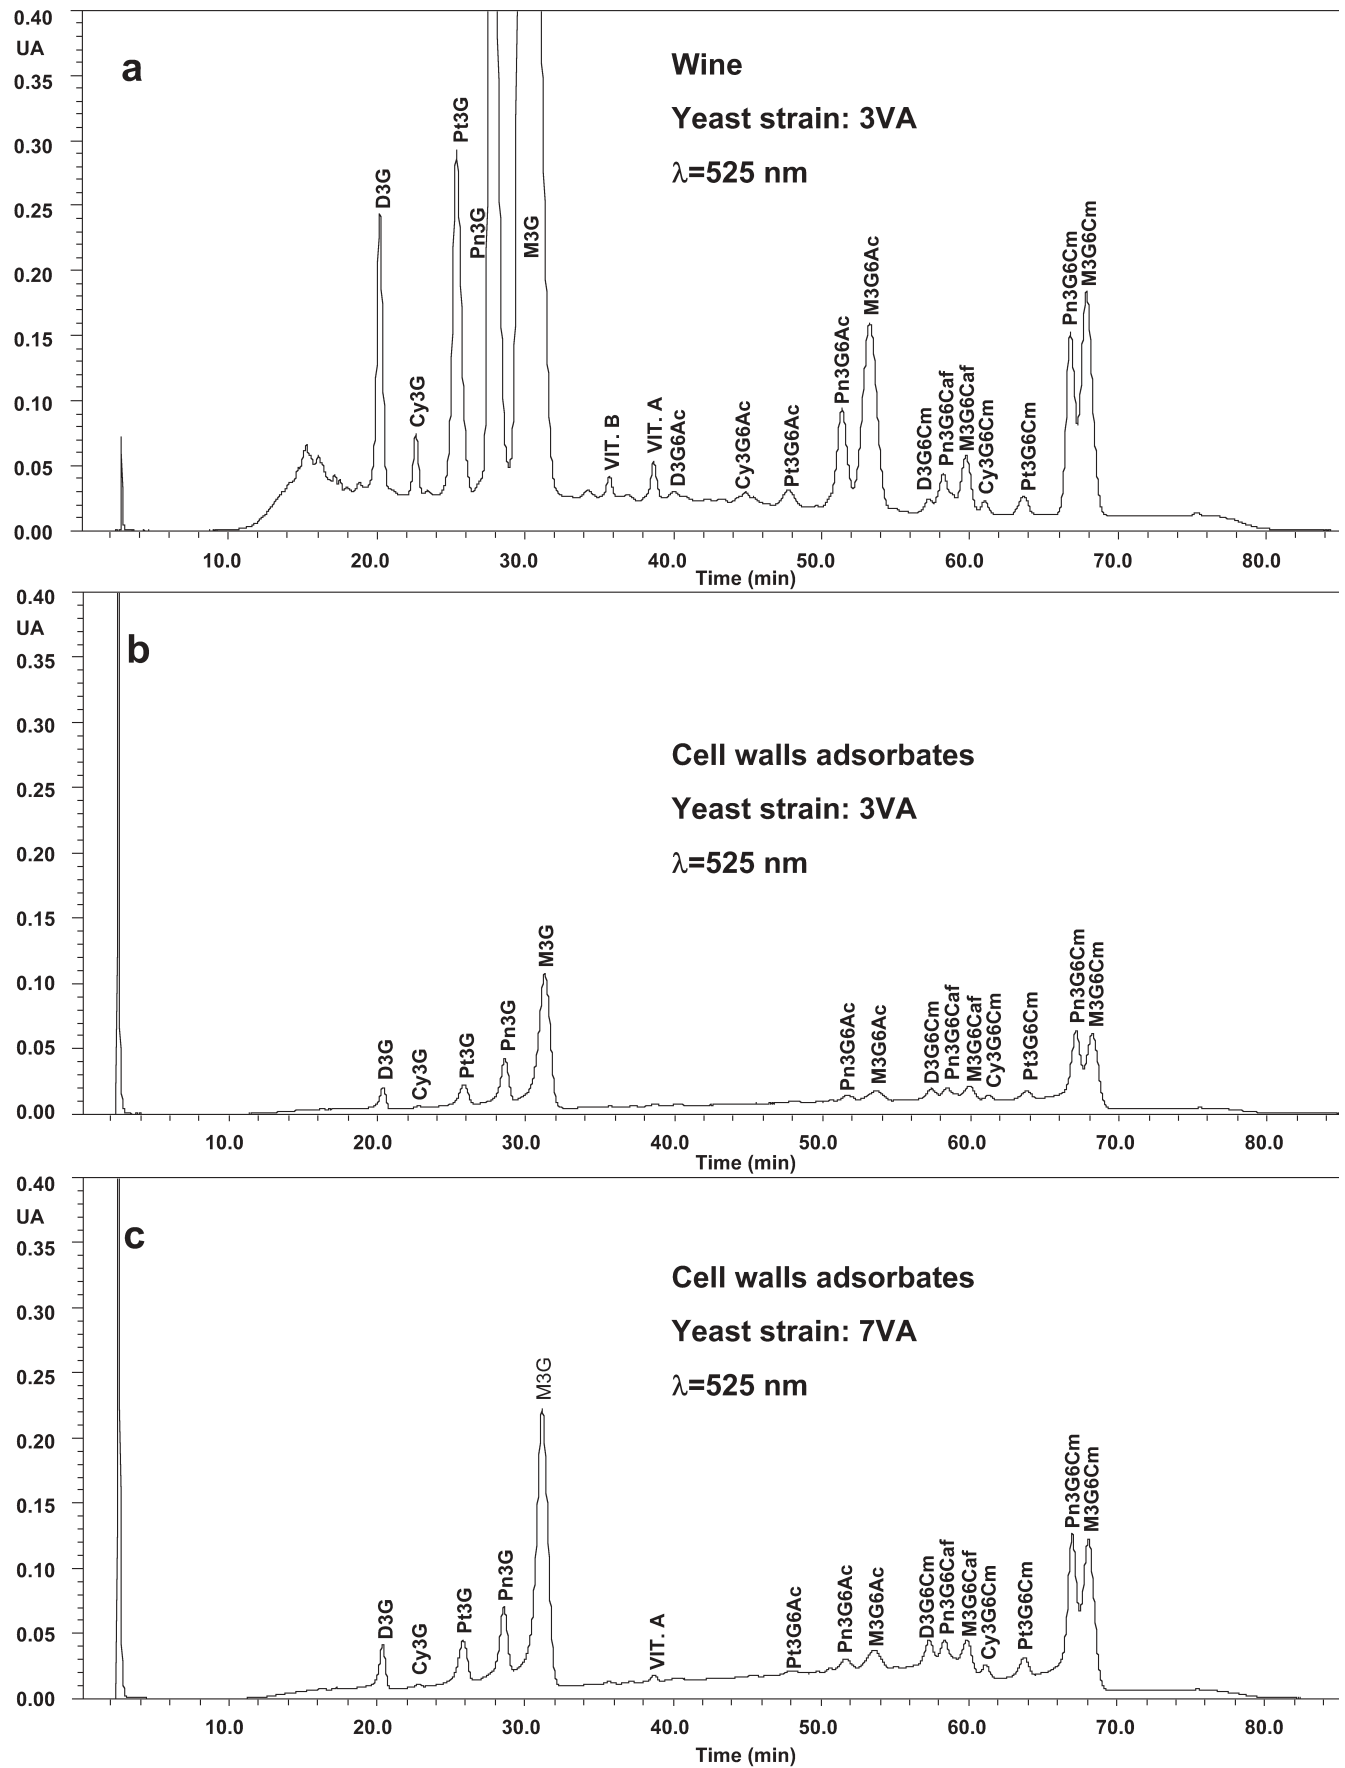 0.40
UA
0.35
0.30
0.25
0.20
0.15
0.10
0.05
0.00
a
Wine
Yeast strain: 3VA
λ=525 nm
D3G
Cy3G
Pt3G
Pn3G
M3G
VIT. B
VIT. A
D3G6Ac
Cy3G6Ac
Pt3G6Ac
Pn3G6Ac
M3G6Ac
D3G6Cm
Pn3G6Caf
M3G6Caf
Cy3G6Cm
Pt3G6Cm
Pn3G6Cm
M3G6Cm
10.0 20.0 30.0 40.0 50.0 60.0 70.0 80.0
Time (min)
0.40
UA
0.35
0.30
0.25
0.20
0.15
0.10
0.05
0.00
b
Cell walls adsorbates
Yeast strain: 3VA
λ=525 nm
D3G
Cy3G
Pt3G
Pn3G
M3G
Pn3G6Ac
M3G6Ac
D3G6Cm
Pn3G6Caf
M3G6Caf
Cy3G6Cm
Pt3G6Cm
Pn3G6Cm
M3G6Cm
10.0 20.0 30.0 40.0 50.0 60.0 70.0 80.0
Time (min)
0.40
UA
0.35
0.30
0.25
0.20
0.15
0.10
0.05
0.00
c
Cell walls adsorbates
Yeast strain: 7VA
λ=525 nm
D3G
Cy3G
Pt3G
Pn3G
M3G
VIT. A
Pt3G6Ac
Pn3G6Ac
M3G6Ac
D3G6Cm
Pn3G6Caf
M3G6Caf
Cy3G6Cm
Pt3G6Cm
Pn3G6Cm
M3G6Cm
10.0 20.0 30.0 40.0 50.0 60.0 70.0 80.0
Time (min)